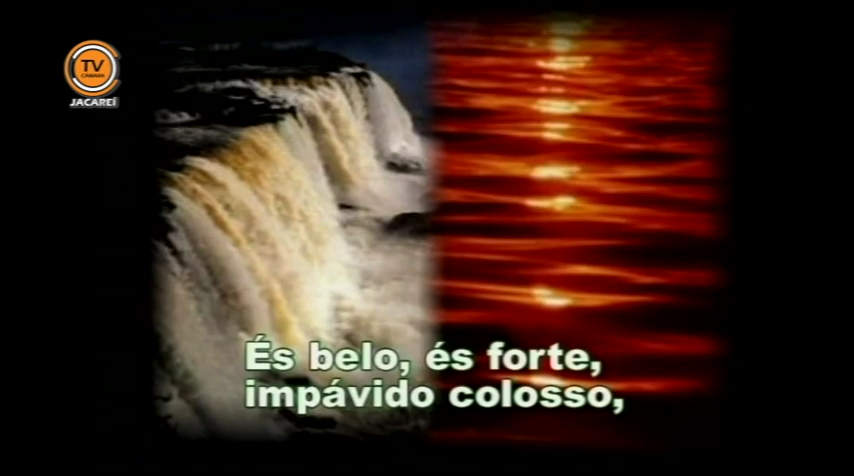 TV
CÂMARA
JACAREÍ
És belo, és forte,
impávido colosso,